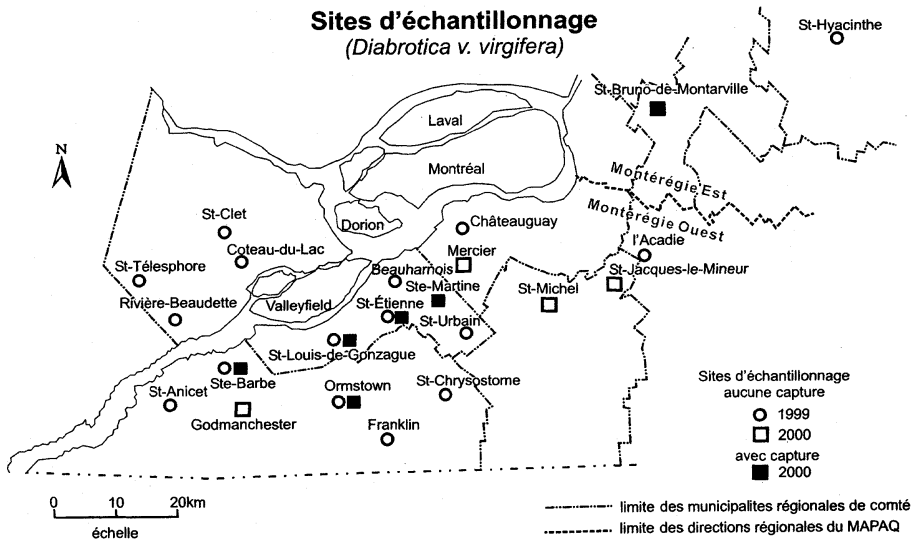 Sites d'échantillonnage
(Diabrotica v. virgifera)
St-Hyacinthe
St-Bruno-de-Montarville
N
Laval
Montréal
Montérégie Est
Montérégie Ouest
St-Clet
Dorion
Châteauguay
l'Acadie
Coteau-du-Lac
Mercier
St-Télesphore
Beauharnois
St-Jacques-le-Mineur
Ste-Martine
St-Michel
Rivière-Beaudette
Valleyfield
St-Étienne
St-Urbain
St-Louis-de-Gonzague
Ste-Barbe
St-Anicet
Ormstown
St-Chrysostome
Godmanchester
Franklin
Sites d'échantillonnage
aucune capture
1999
2000
avec capture
2000
0 10 20km
échelle
limite des municipalites régionales de comté
limite des directions régionales du MAPAQ